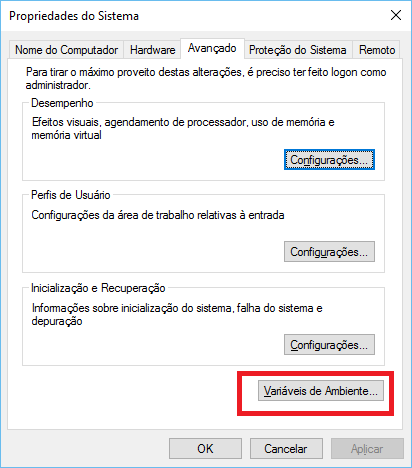 Propriedades do Sistema
Nome do Computador Hardware Avançado Proteção do Sistema Remoto
Para tirar o máximo proveito destas alterações, é preciso ter feito logon como
administrador.
Desempenho
Efeitos visuais, agendamento de processador, uso de memória e
memória virtual
Configurações...
Perfis de Usuário
Configurações da área de trabalho relativas à entrada
Configurações...
Inicialização e Recuperação
Informações sobre inicialização do sistema, falha do sistema e
depuração
Configurações...
Variáveis de Ambiente...
OK Cancelar Aplicar